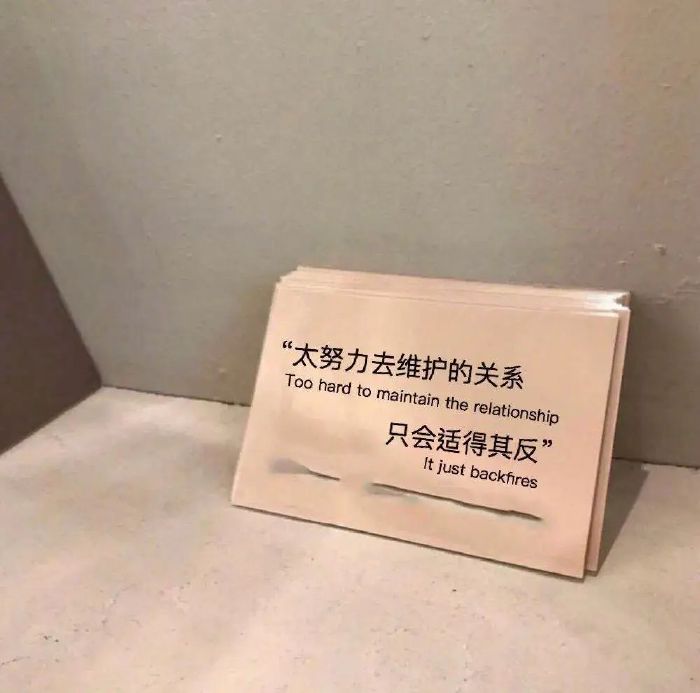 “太努力去维护的关系
Too hard to maintain the relationship
只会适得其反”
It just backfires